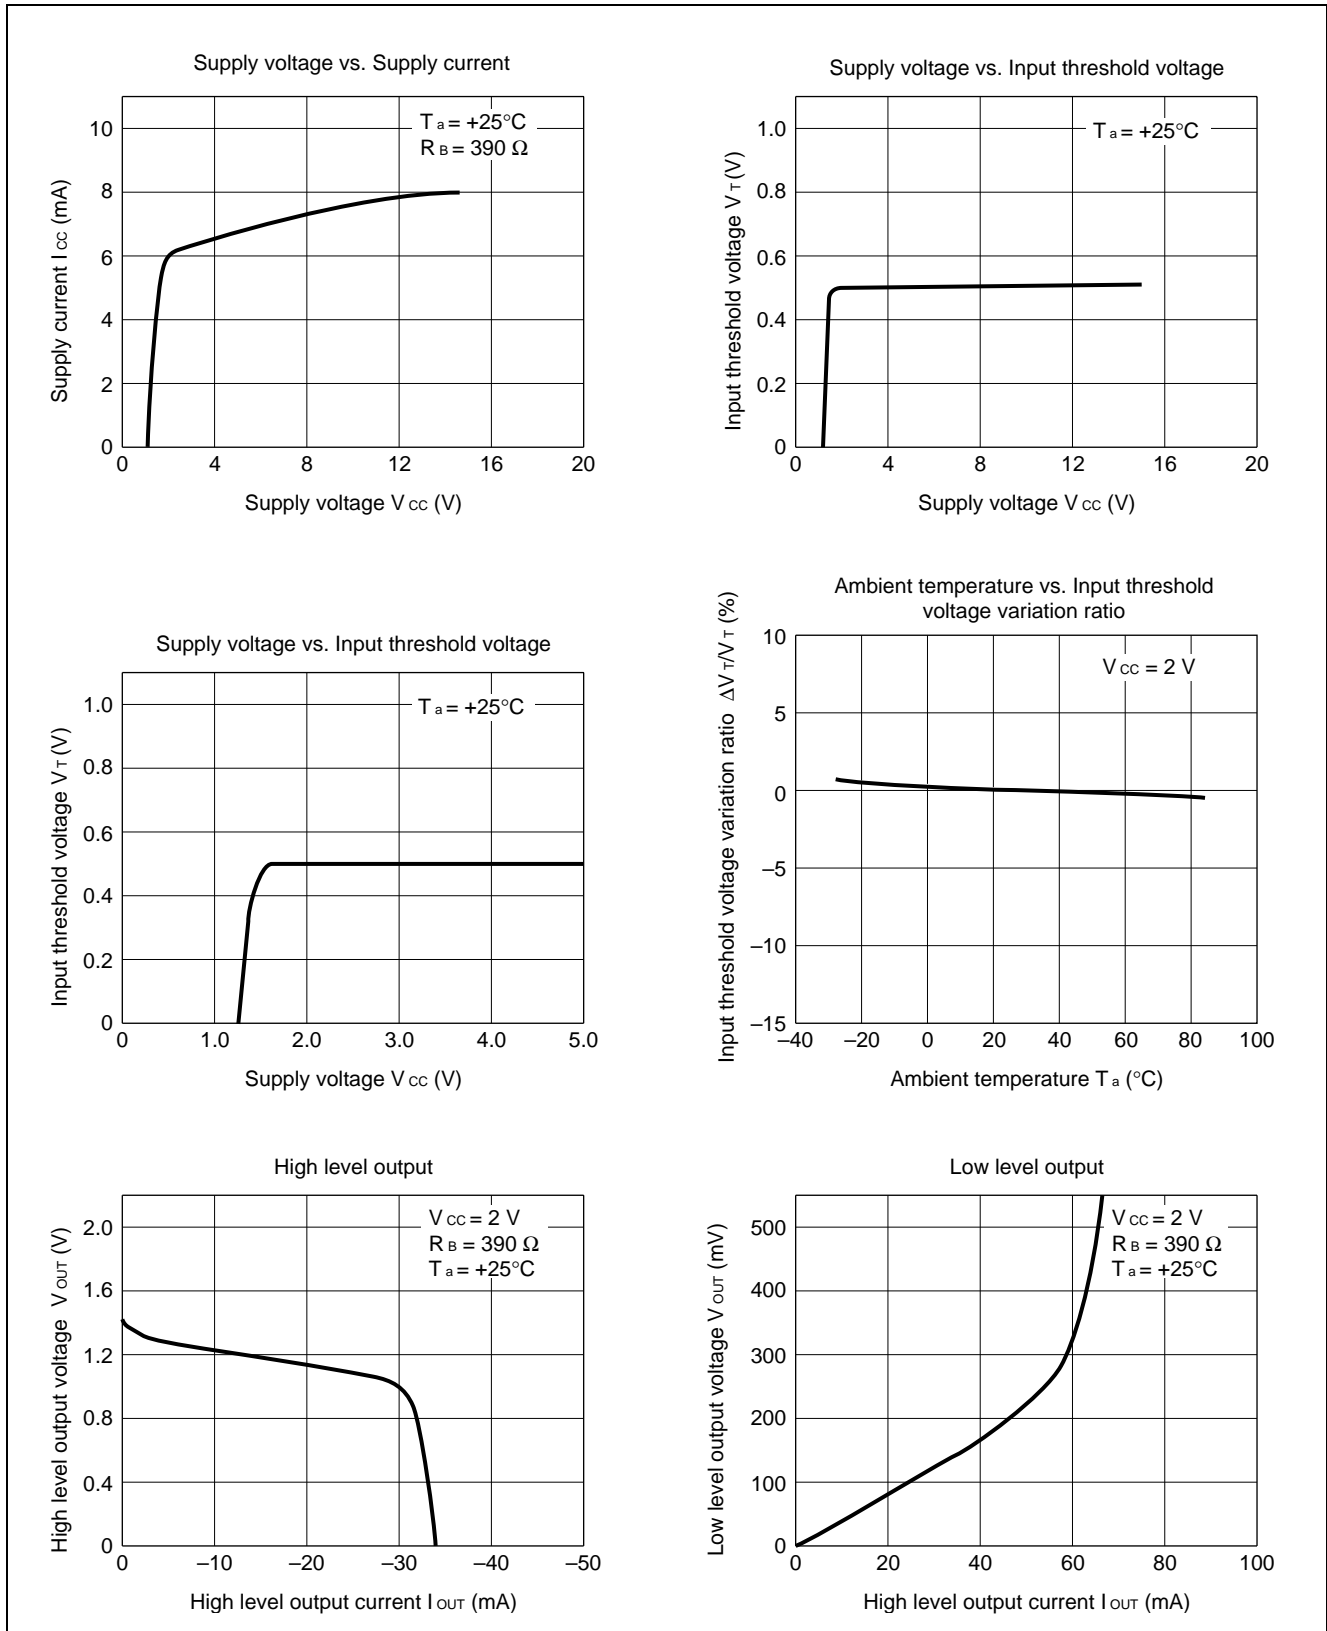 Supply voltage vs. Supply current
10
8
6
4
2
0
Supply current ICC (mA)
Ta = +25°C
RB = 390 Ω
0 4 8 12 16 20
Supply voltage VCC (V)
Supply voltage vs. Input threshold voltage
1.0
0.8
0.6
0.4
0.2
0
Input threshold voltage VT (V)
Ta = +25°C
0 4 8 12 16 20
Supply voltage VCC (V)
Supply voltage vs. Input threshold voltage
1.0
0.8
0.6
0.4
0.2
0
Input threshold voltage VT (V)
Ta = +25°C
0 1.0 2.0 3.0 4.0 5.0
Supply voltage VCC (V)
Ambient temperature vs. Input threshold
voltage variation ratio
10
5
0
–5
–10
–15
Input threshold voltage variation ratio ΔVT/VT (%)
VCC = 2 V
–40 –20 0 20 40 60 80 100
Ambient temperature Ta (°C)
High level output
2.0
1.6
1.2
0.8
0.4
0
High level output voltage VOUT (V)
VCC = 2 V
RB = 390 Ω
Ta = +25°C
0 –10 –20 –30 –40 –50
High level output current IOUT (mA)
Low level output
500
400
300
200
100
0
Low level output voltage VOUT (mV)
VCC = 2 V
RB = 390 Ω
Ta = +25°C
0 20 40 60 80 100
High level output current IOUT (mA)